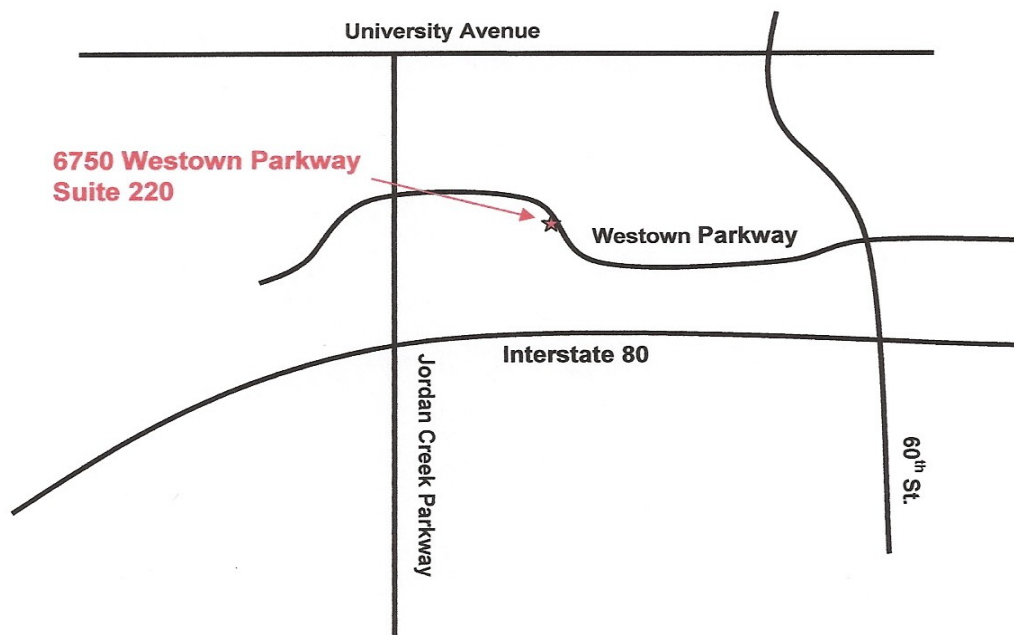 University Avenue
6750 Westown Parkway
Suite 220
Westown Parkway
Interstate 80
Jordan Creek Parkway
60th St.